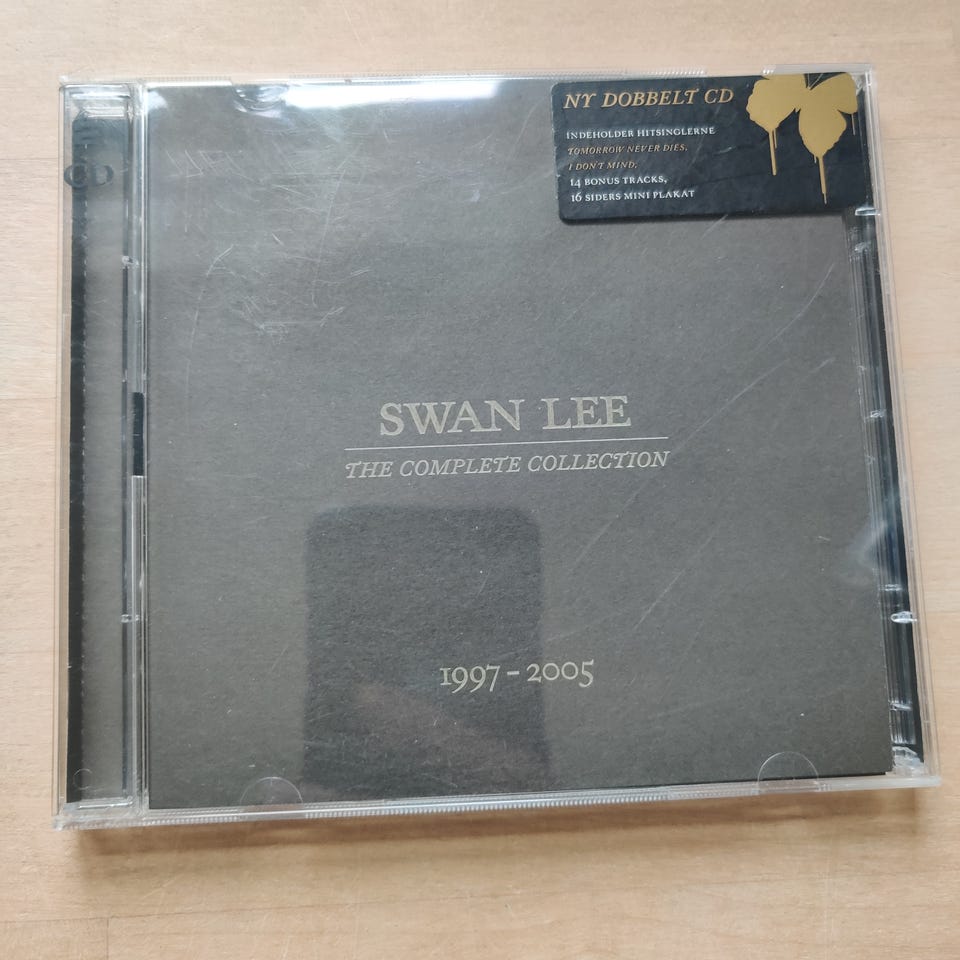 NY DOBBELT CD
INDEHOLDER HITSINGLERNE
TOMORROW NEVER DIES,
I DON'T MIND,
14 BONUS TRACKS,
16 SIDERS MINI PLAKAT
2
CD
SWAN LEE
THE COMPLETE COLLECTION
1997-2005